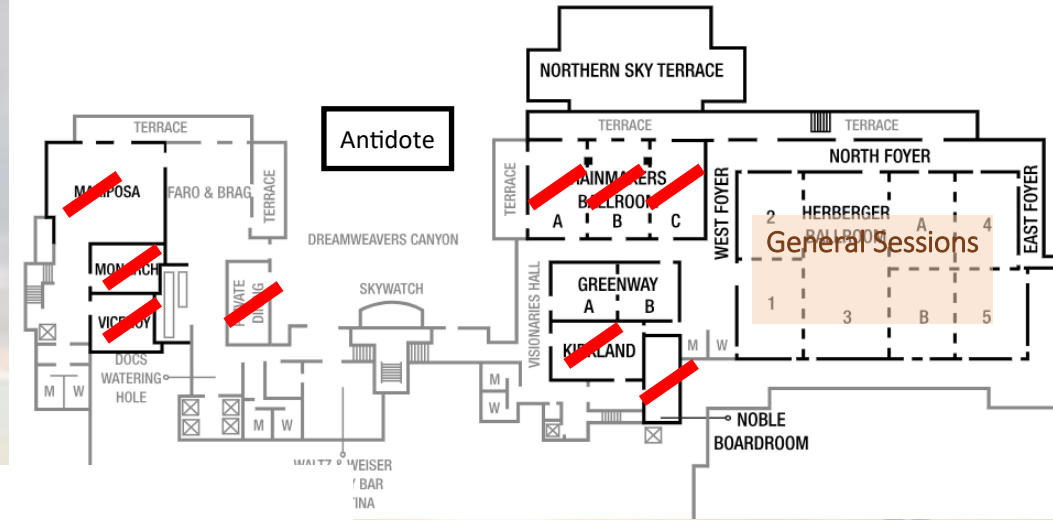 NORTHERN SKY TERRACE
TERRACE
Antidote
TERRACE
TERRACE
NORTH FOYER
FARO & BRAG
TERRACE
TERRACE
WEST FOYER
EAST FOYER
A
B
C
2
HERBERGER
A
4
General Sessions
DREAMWEAVERS CANYON
VISIONARIES HALL
GREENWAY
A
B
SKYWATCH
1
3
B
5
DOCS
WATERING
HOLE
M
W
M
W
M
W
M
W
NOBLE
BOARDROOM